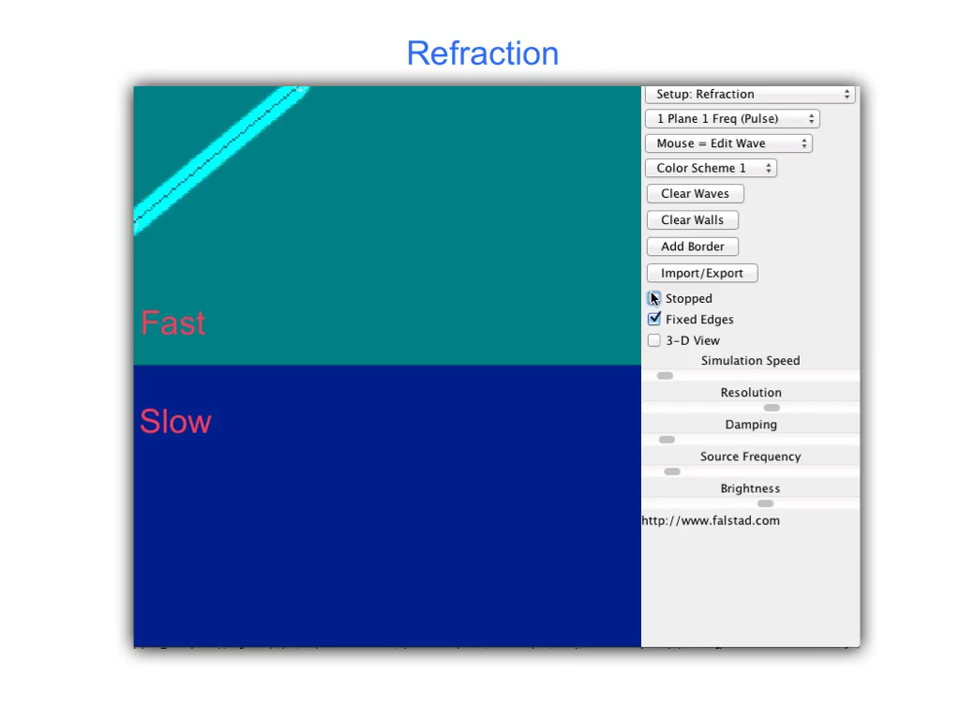 Refraction
Setup: Refraction
1 Plane 1 Freq (Pulse)
Mouse = Edit Wave
Color Scheme 1
Clear Waves
Clear Walls
Add Border
Import/Export
Stopped
Fast
Fixed Edges
3-D View
Simulation Speed
Resolution
Slow
Damping
Source Frequency
Brightness
http://www.falstad.com